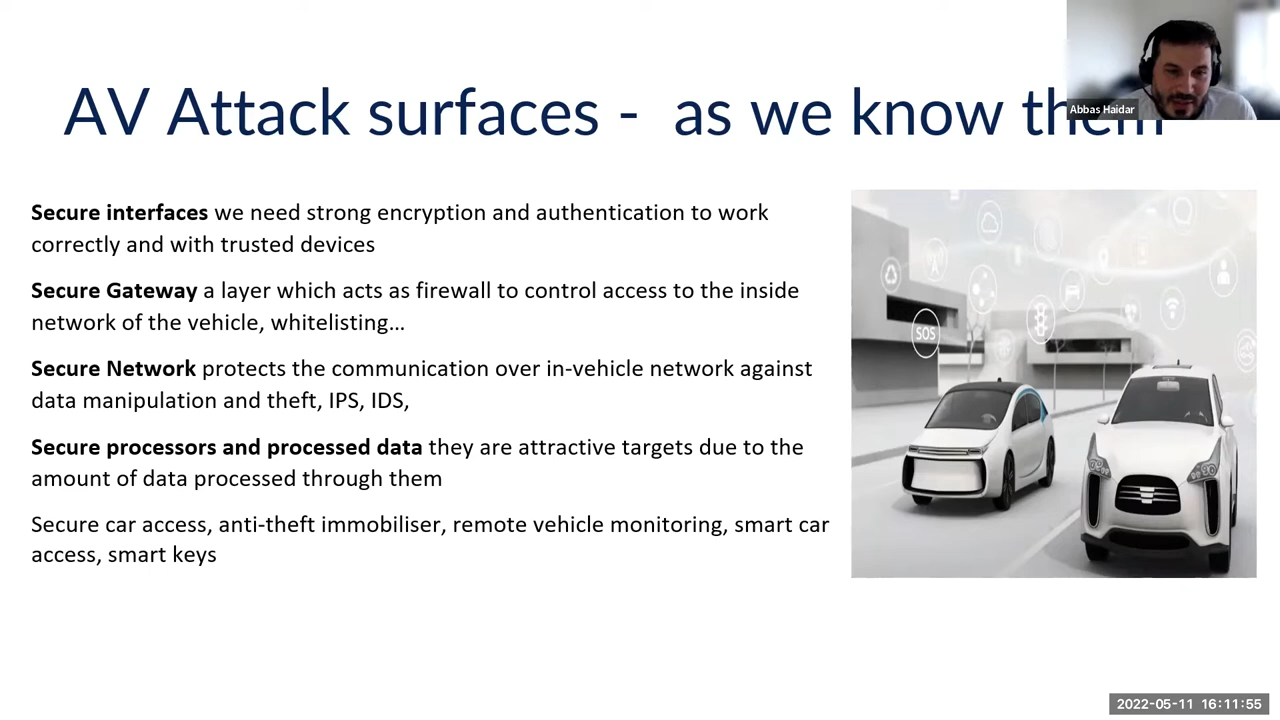 AV Attack surfaces - as we know them
Abbas Haidar
Secure interfaces we need strong encryption and authentication to work
correctly and with trusted devices
Secure Gateway a layer which acts as firewall to control access to the inside
network of the vehicle, whitelisting...
Secure Network protects the communication over in-vehicle network against
data manipulation and theft, IPS, IDS,
Secure processors and processed data they are attractive targets due to the
amount of data processed through them
Secure car access, anti-theft immobiliser, remote vehicle monitoring, smart car
access, smart keys
SOS
2022-05-11 16:11:55